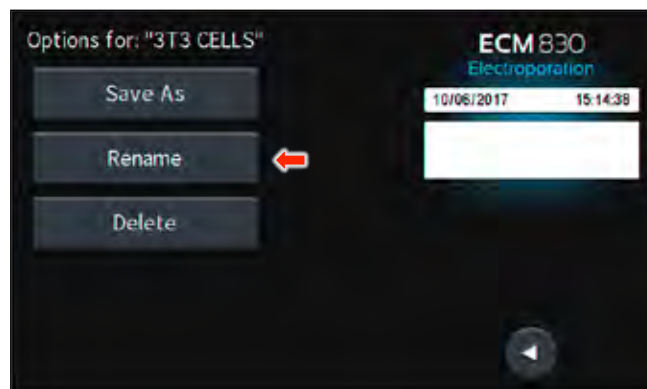 Options for: "3T3 CELLS"
Save As
Rename
Delete
ECM 830
Electroporation
10/06/2017 15:14:38